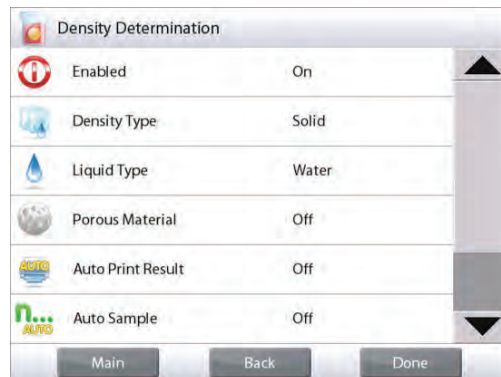 Density Determination
Enabled On
Density Type Solid
Liquid Type Water
Porous Material Off
AUTO
Auto Print Result Off
n...
AUTO
Auto Sample Off
Main Back Done